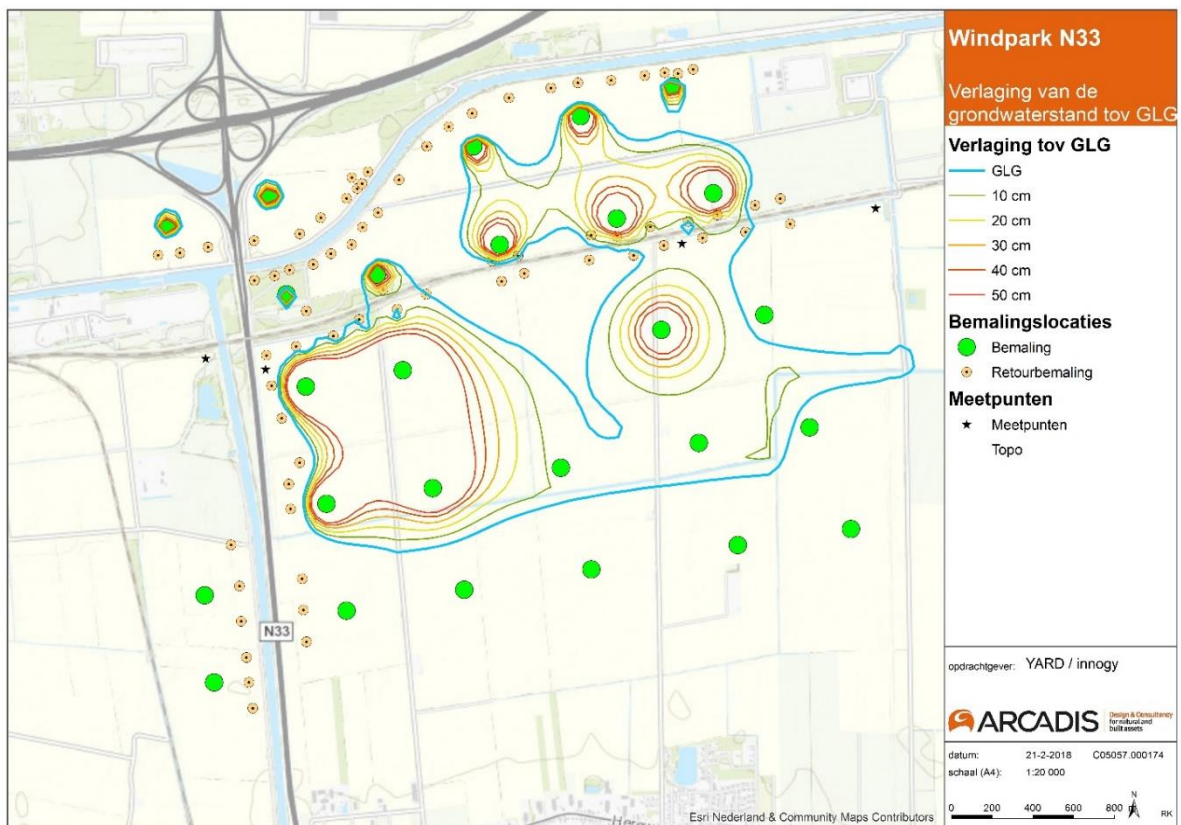 Windpark N33
Verlaging van de
grondwaterstand tov GLG
Verlaging tov GLG
GLG
10 cm
20 cm
30 cm
40 cm
50 cm
Bemalingslocaties
Bemaling
Retourbemaling
Meetpunten
Meetpunten
Topo
N33
opdrachtgever: YARD / innogy
ARCADIS
Design & Consultancy
for natural and
built assets
datum: 21-2-2018 C05057.000174
schaal (A4): 1:20 000
0 200 400 600 800
N
RK
Esri Nederland & Community Maps Contributors